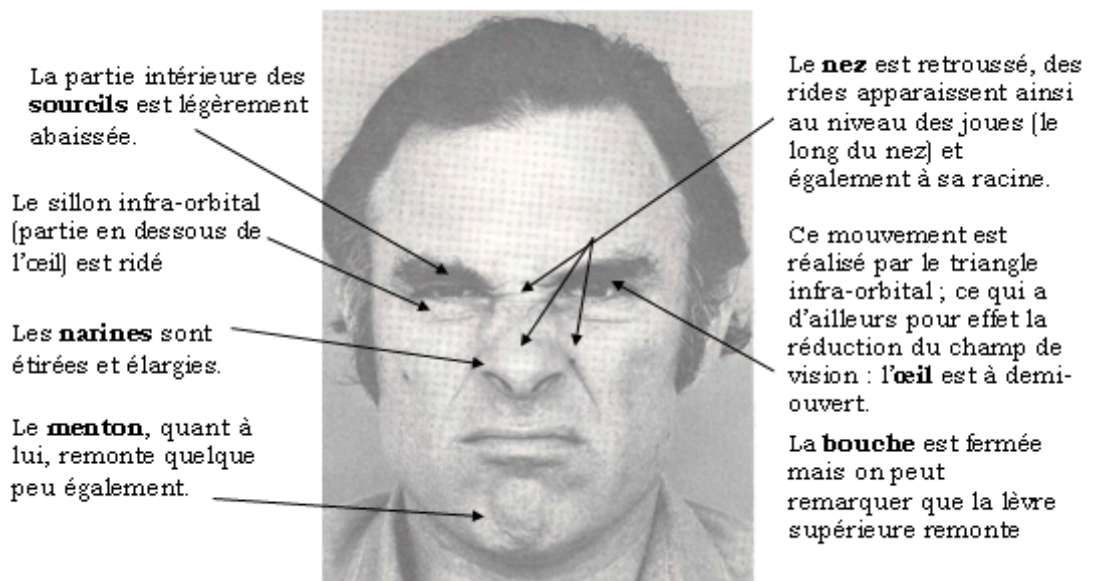 La partie intérieure des
sourcils est légèrement
abaissée.
Le sillon infra-orbital
(partie en dessous de
l'œil) est ridé
Les narines sont
étirées et élargies.
Le menton, quant à
lui, remonte quelque
peu également.
Le nez est retroussé, des
rides apparaissent ainsi
au niveau des joues (le
long du nez) et
également à sa racine.
Ce mouvement est
réalisé par le triangle
infra-orbital ; ce qui a
d'ailleurs pour effet la
réduction du champ de
vision : l'œil est à demi-
ouvert.
La bouche est fermée
mais on peut
remarquer que la lèvre
supérieure remonte